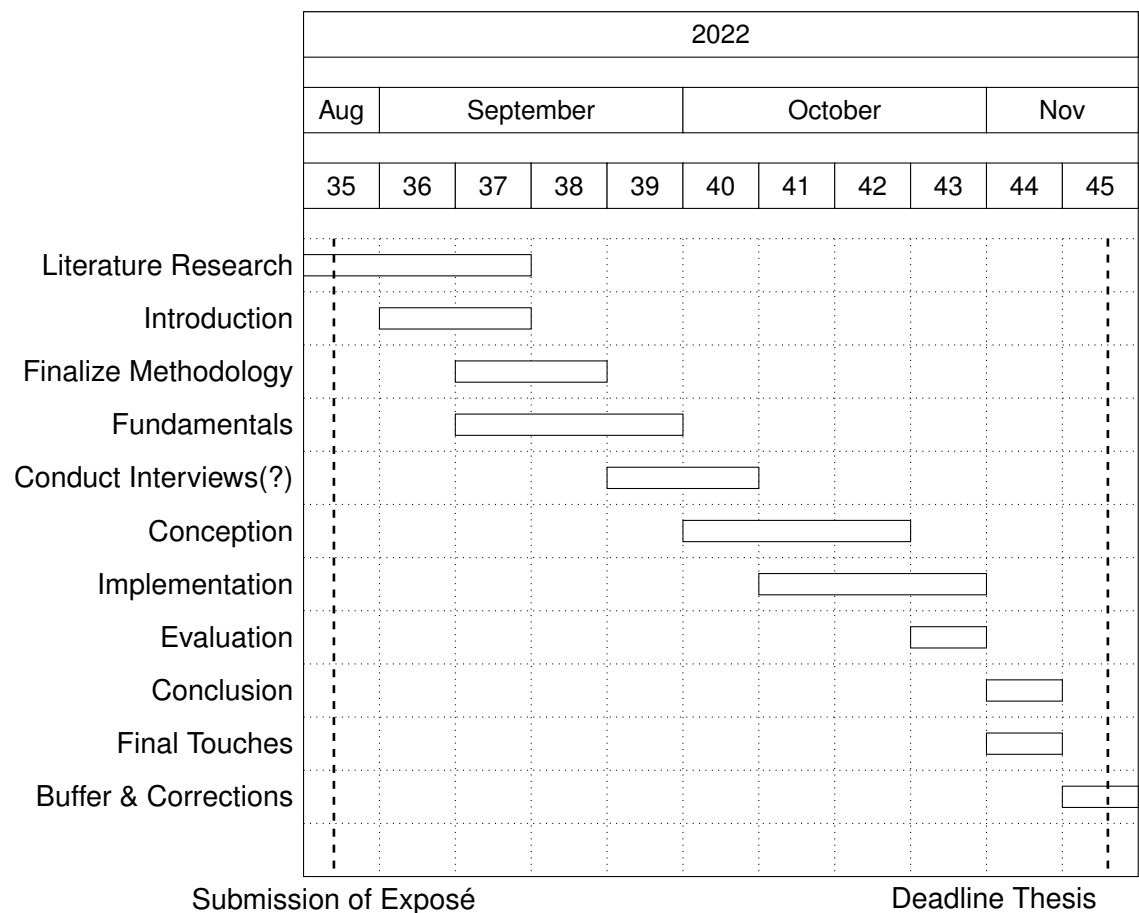 2022
Aug September October Nov
35 36 37 38 39 40 41 42 43 44 45
Literature Research
Introduction
Finalize Methodology
Fundamentals
Conduct Interviews(?)
Conception
Implementation
Evaluation
Conclusion
Final Touches
Buffer & Corrections
Submission of Exposé Deadline Thesis